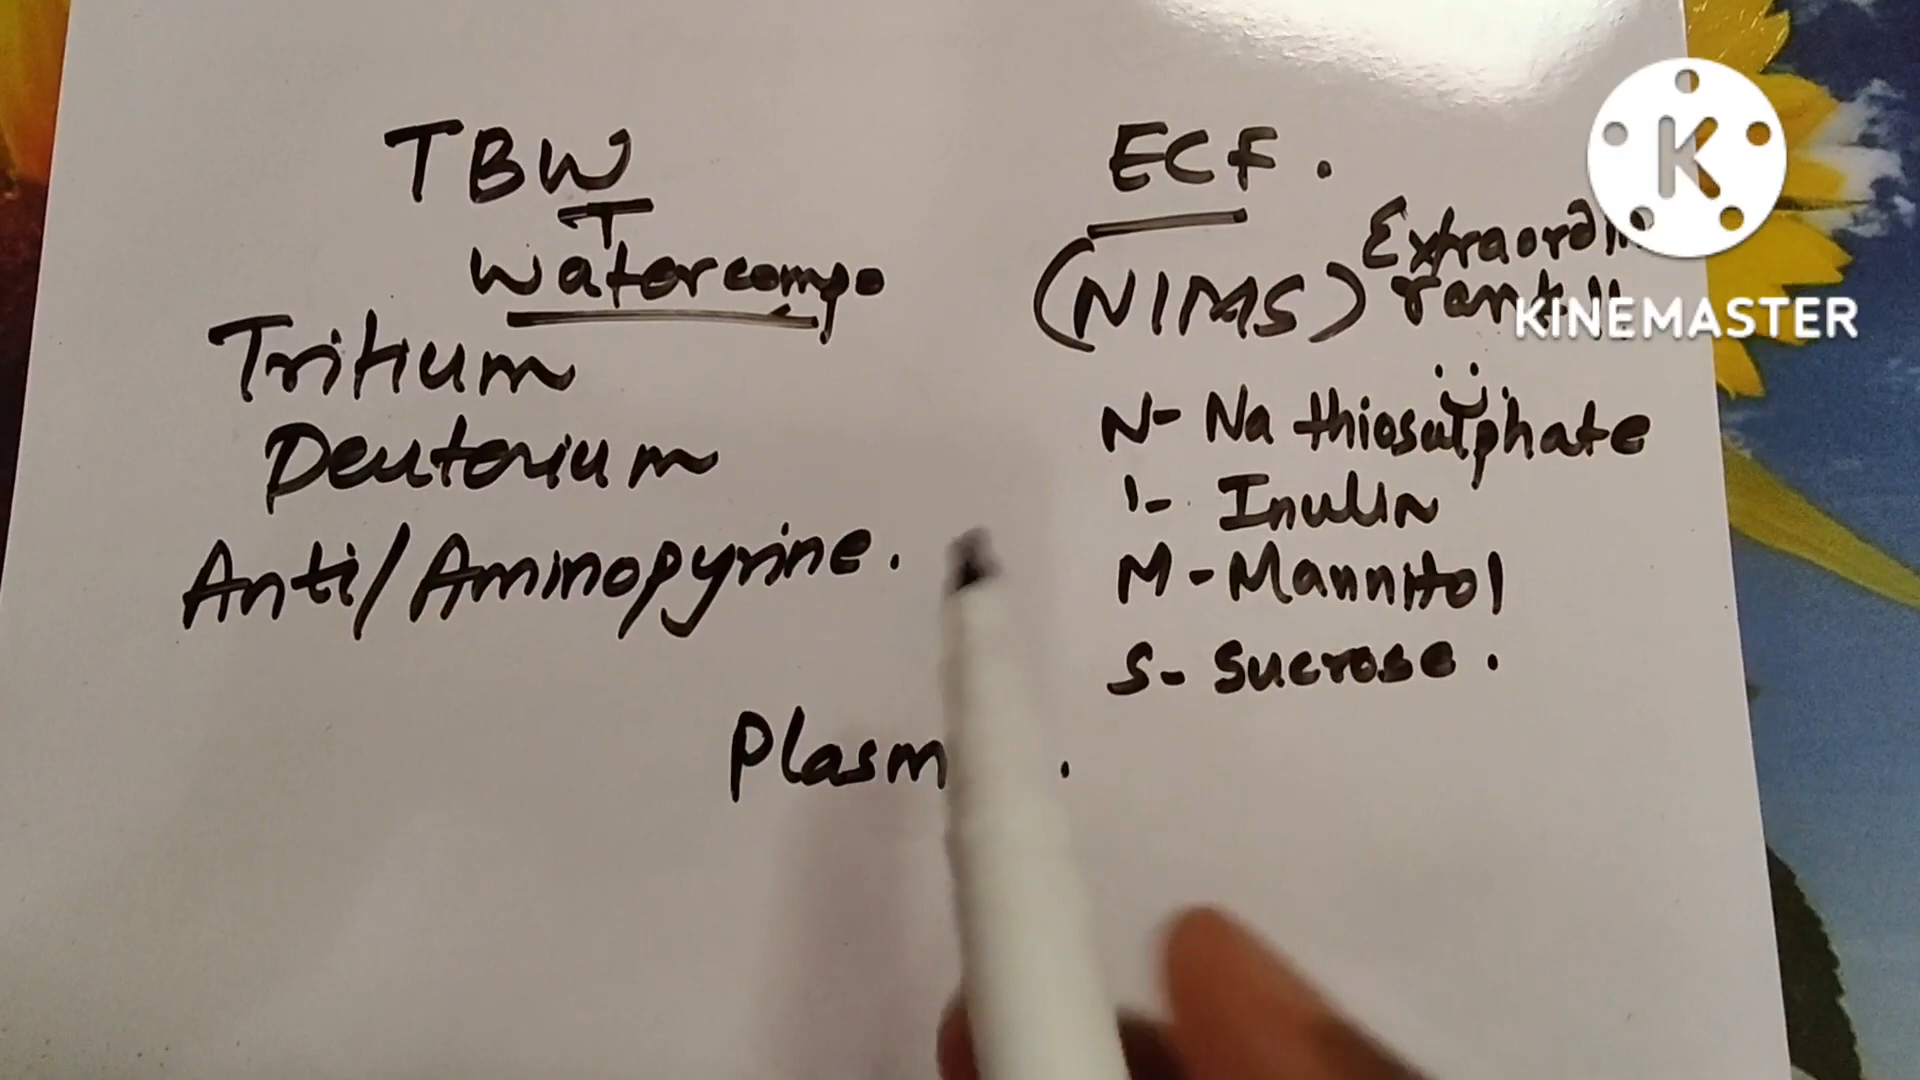 TBW
Water compo
Tritium
Deuterium
Anti/Aminopyrine.
ECF.
(NIMS)
N- Na thiosulphate
I- Inulin
M- Mannitol
S- Sucrose.
Plasm
KINEMASTER